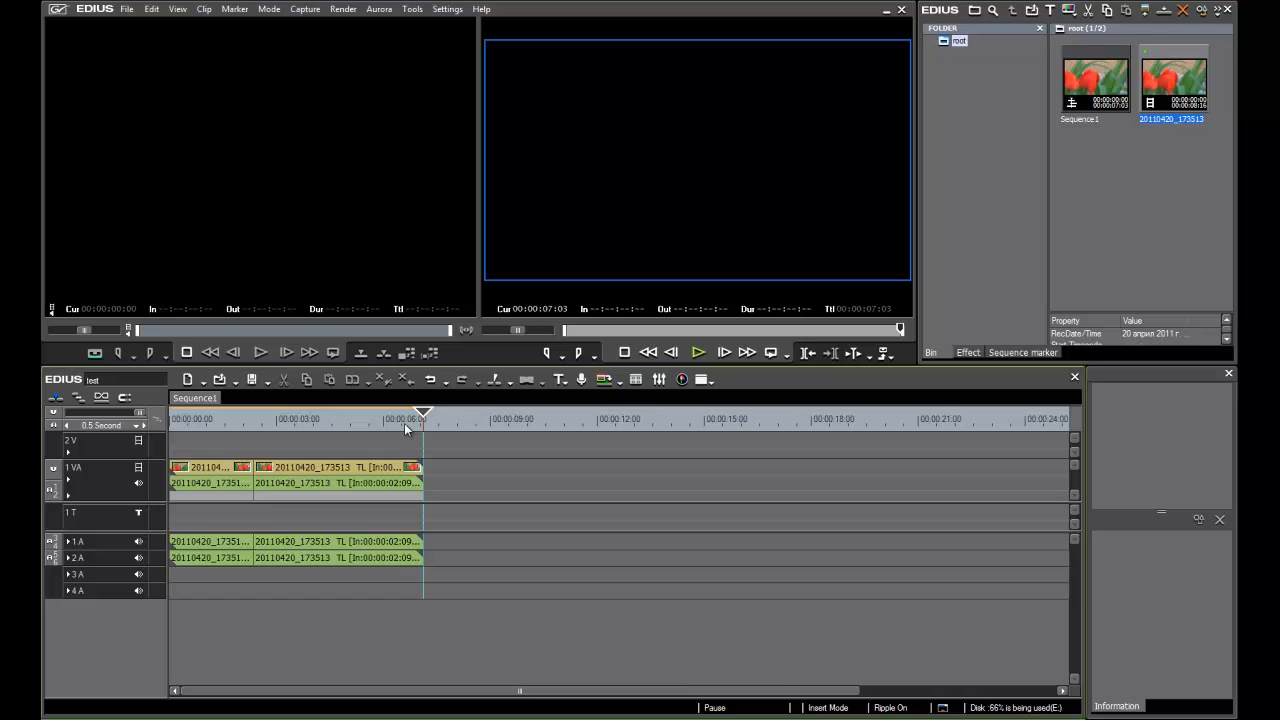 EDIUS File Edit View Clip Marker Mode Capture Render Aurora Tools Settings Help
Cur 00:00:00:00 In --:--:--:-- Out --:--:--:-- Dur --:--:--:-- Ttl --:--:--:--
Cur 00:00:07:03 In --:--:--:-- Out --:--:--:-- Dur --:--:--:-- Ttl 00:00:07:03
EDIUS
FOLDER
root
root (1/2)
00:00:00:00
00:00:07:03
Sequence1
00:00:00:00
00:00:08:16
20110420_173513
Property Value
RecDate/Time 20 април 2011 г.
Bin Effect Sequence marker
EDIUS test
Sequence1
0.5 Second
00:00:00:00 00:00:03:00 00:00:06:00 00:00:09:00 00:00:12:00 00:00:15:00 00:00:18:00 00:00:21:00 00:00:24:00
2 V
1 VA
201104... 20110420_173513 TL [In:00...
20110420_17351... 20110420_173513 TL [In:00:00:02:09...
1 T
1 A
20110420_17351... 20110420_173513 TL [In:00:00:02:09...
2 A
20110420_17351... 20110420_173513 TL [In:00:00:02:09...
3 A
4 A
Pause Insert Mode Ripple On Disk :66% is being used(E:)
Information